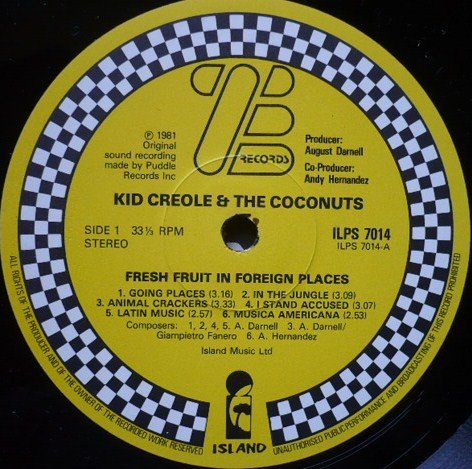 ZE
RECORDS
℗ 1981
Original
sound recording
made by Puddle
Records Inc
Producer:
August Darnell
Co-Producer:
Andy Hernandez
KID CREOLE & THE COCONUTS
SIDE 1 33⅓ RPM
STEREO
ILPS 7014
ILPS 7014-A
FRESH FRUIT IN FOREIGN PLACES
1. GOING PLACES (3.16) 2. IN THE JUNGLE (3.09)
3. ANIMAL CRACKERS (3.33) 4. I STAND ACCUSED (3.07)
5. LATIN MUSIC (2.57) 6. MUSICA AMERICANA (2.53)
Composers: 1, 2, 4, 5. A. Darnell 3. A. Darnell/
Giampietro Fanero 6. A. Hernandez
Island Music Ltd
ISLAND
ALL RIGHTS OF THE PRODUCER AND OF THE OWNER OF THE RECORDED WORK RESERVED
UNAUTHORISED PUBLIC PERFORMANCE AND BROADCASTING OF THIS RECORD PROHIBITED